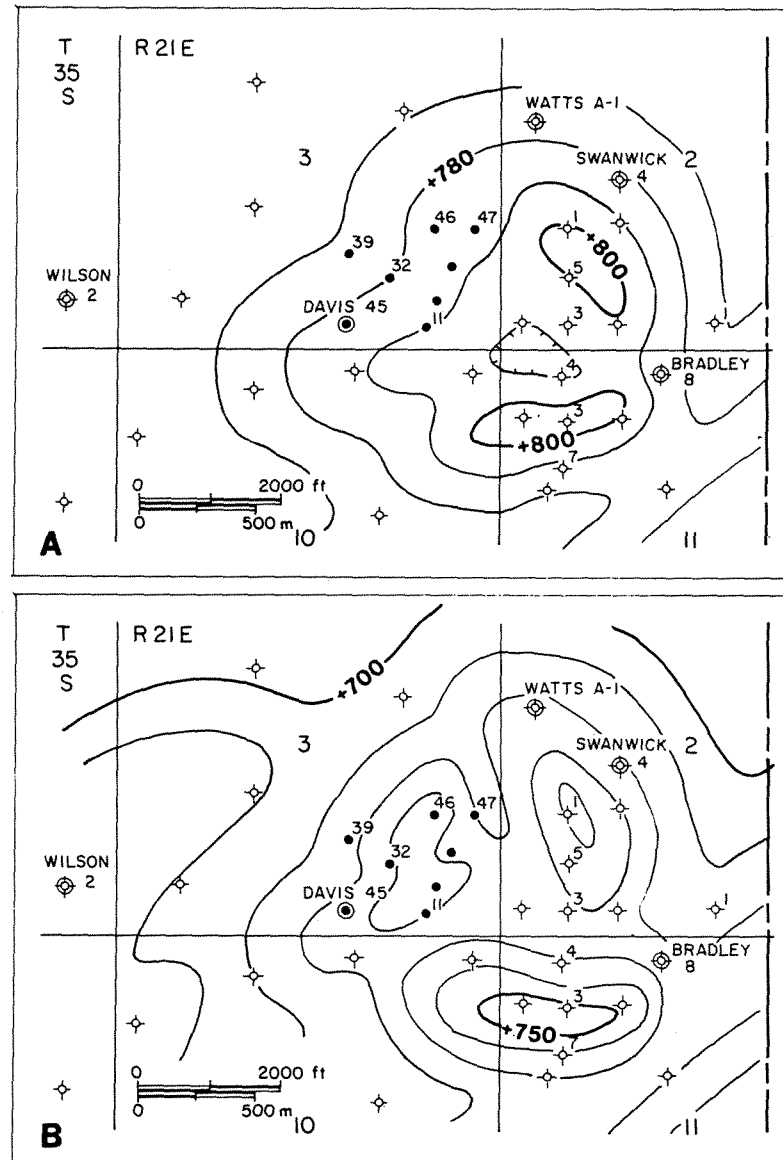 T R 21 E
35
S
WATTS A-1
3
SWANWICK 2
+780
4
46 47
1
39
+800
32
5
WILSON
2
DAVIS 45
3
1
11
4
BRADLEY
8
3
+800
7
0 2000 ft
0 500 m
A
10
11
T R 21 E
35
S
+700
WATTS A-1
3
SWANWICK 2
4
46 47
1
39
32
5
WILSON
2
DAVIS 45
11
3
1
4
BRADLEY
8
3
+750
7
0 2000 ft
0 500 m
B
10
11